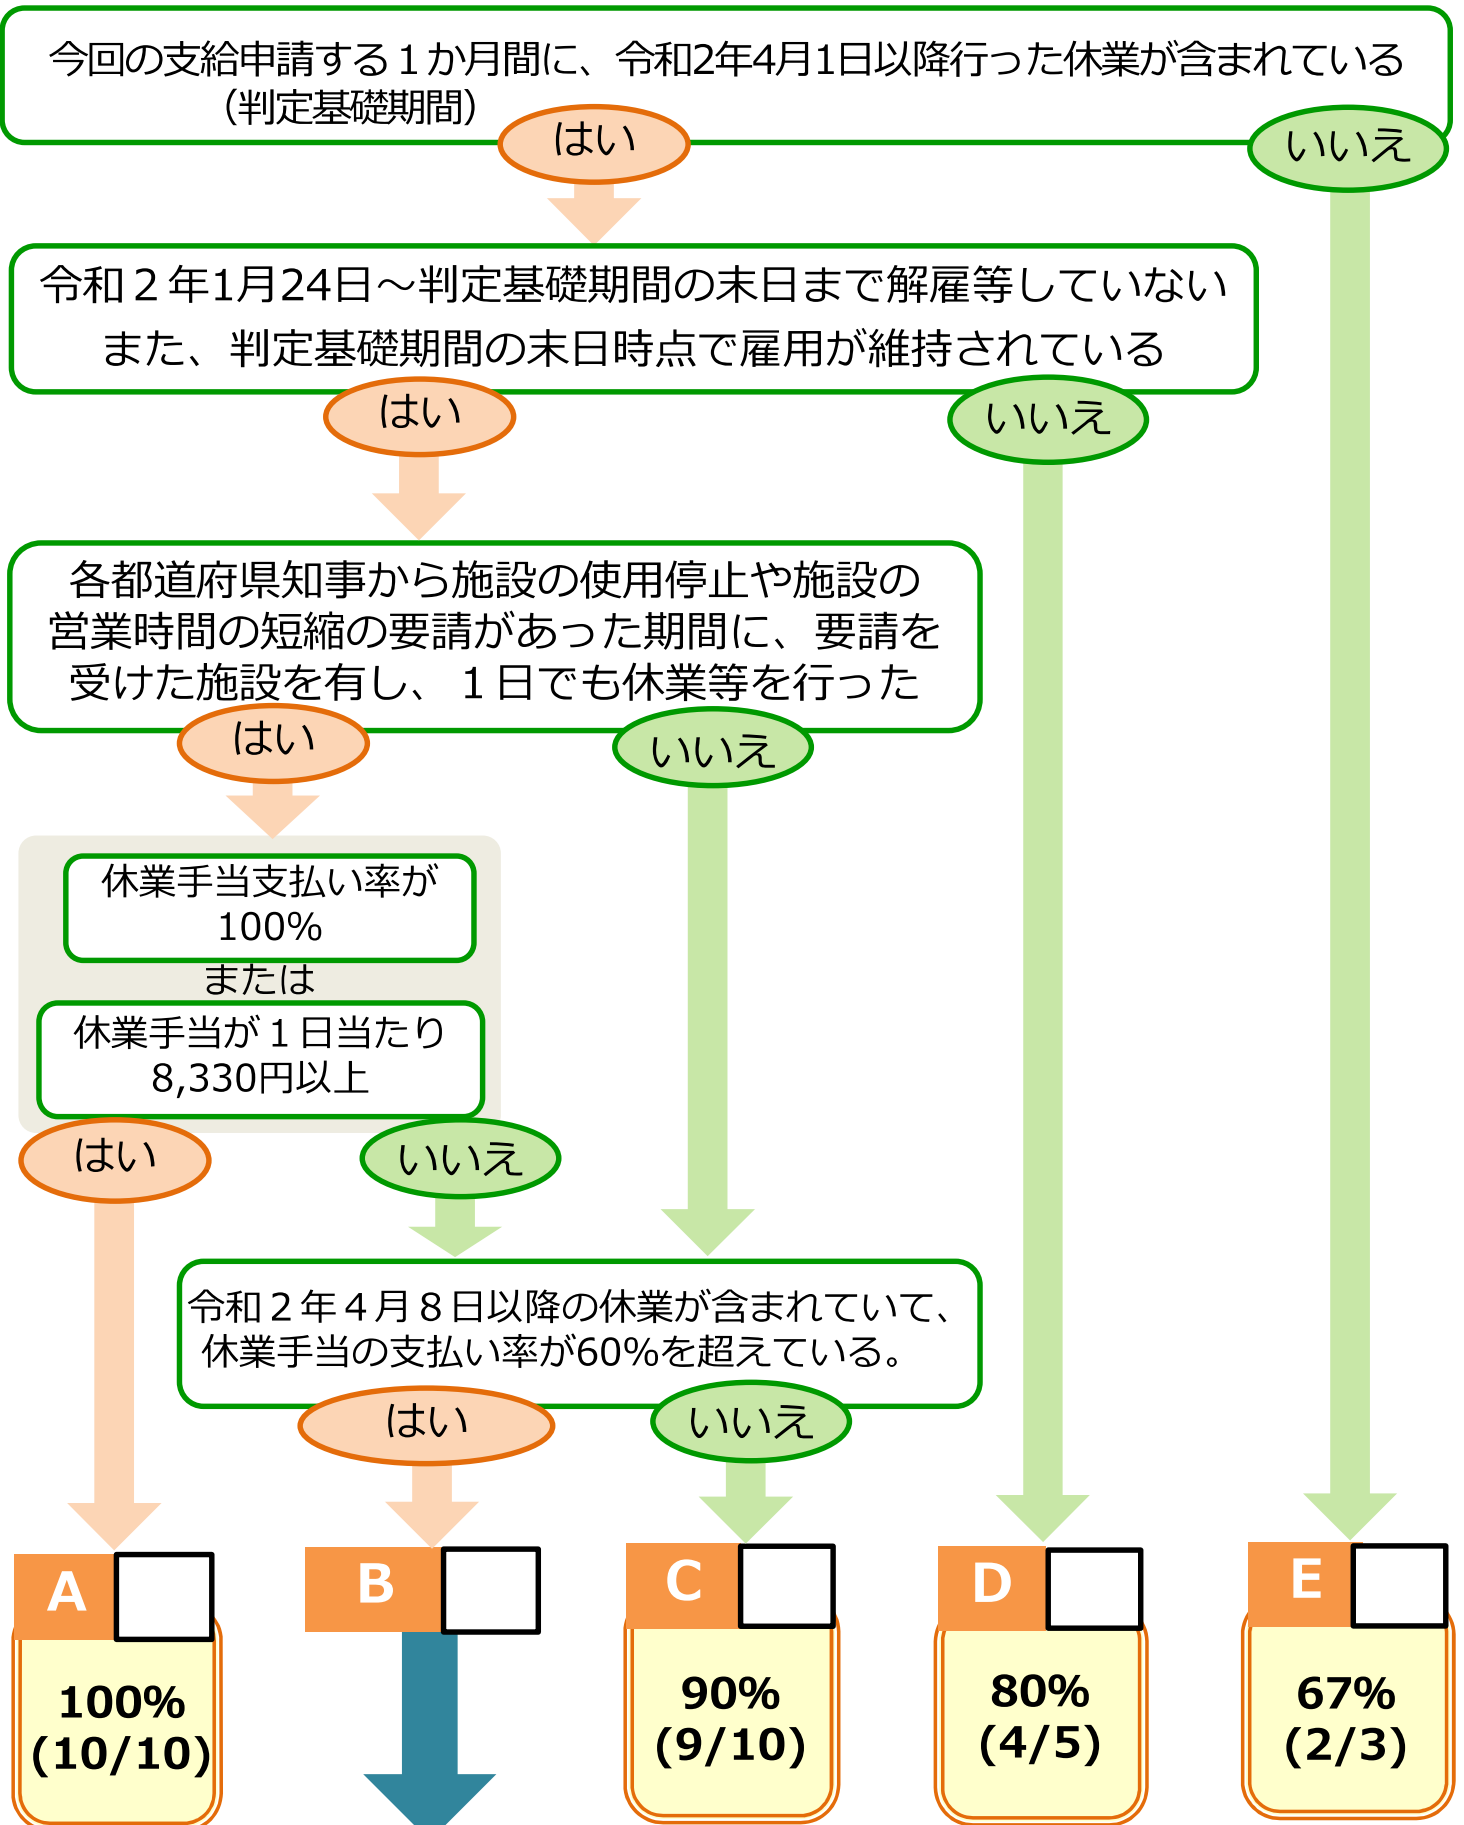 今回の支給申請する１か月間に、令和2年4月1日以降行った休業が含まれている
（判定基礎期間）
はい
いいえ
令和２年1月24日～判定基礎期間の末日まで解雇等していない
また、判定基礎期間の末日時点で雇用が維持されている
はい
いいえ
各都道府県知事から施設の使用停止や施設の
営業時間の短縮の要請があった期間に、要請を
受けた施設を有し、１日でも休業等を行った
はい
いいえ
休業手当支払い率が
100%
または
休業手当が１日当たり
8,330円以上
はい
いいえ
令和２年４月８日以降の休業が含まれていて、
休業手当の支払い率が60%を超えている。
はい
いいえ
A
B
C
D
E
100%
(10/10)
90%
(9/10)
80%
(4/5)
67%
(2/3)